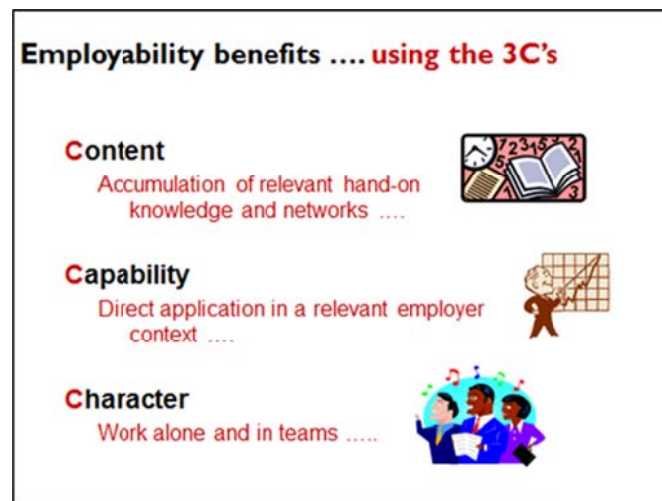 Employability benefits .... using the 3C's
Content
Accumulation of relevant hand-on
knowledge and networks ....
Capability
Direct application in a relevant employer
context ....
Character
Work alone and in teams .....